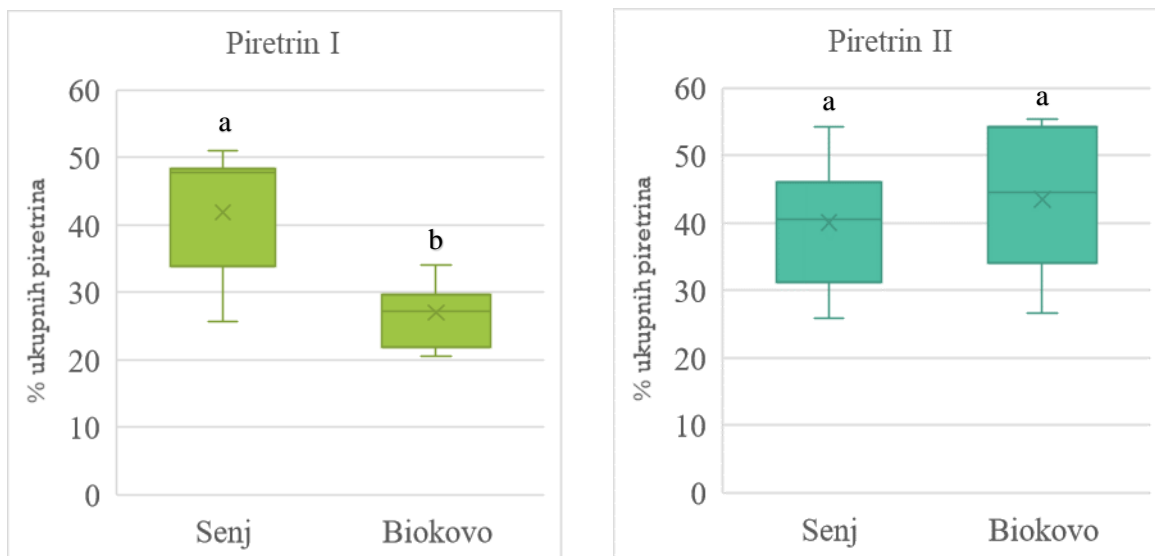 Piretrin I
% ukupnih piretrina
60
50
40
30
20
10
0
a
b
Senj Biokovo
Piretrin II
% ukupnih piretrina
60
50
40
30
20
10
0
a a
Senj Biokovo